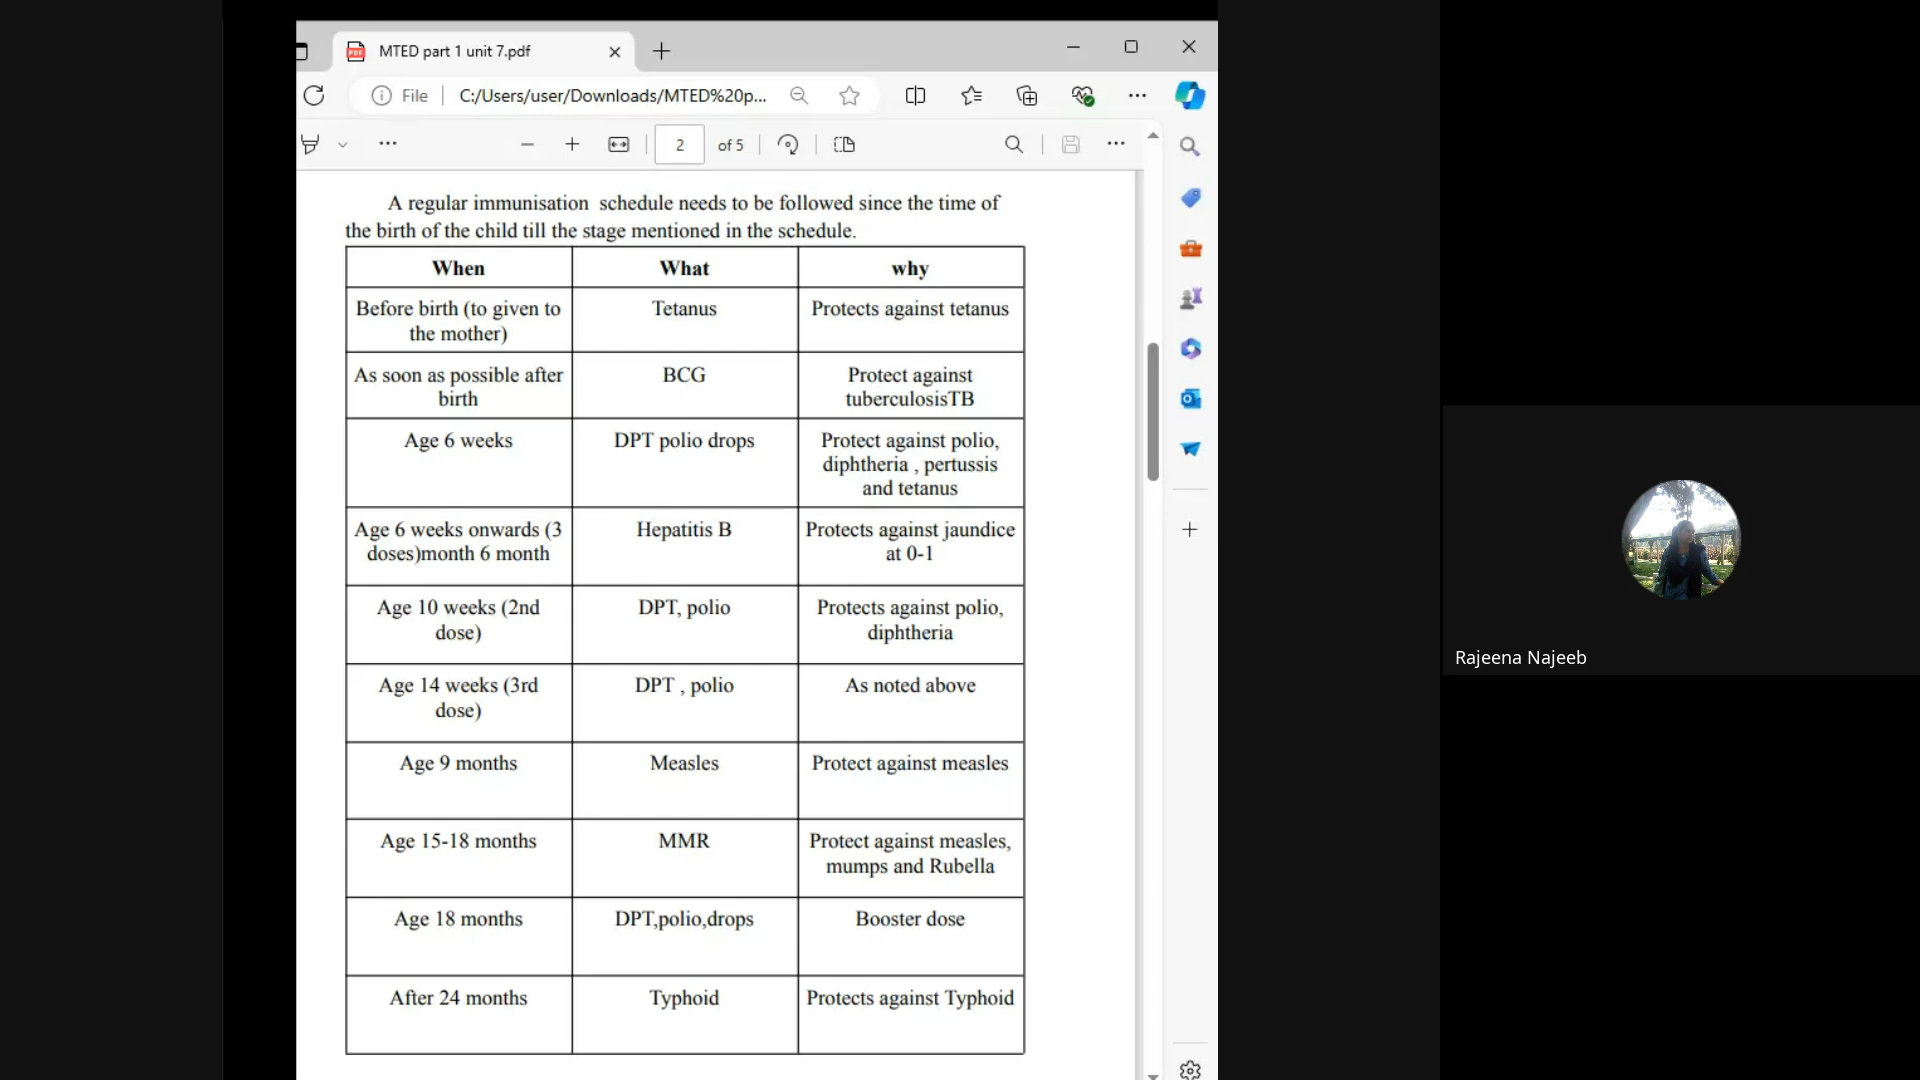 MTED part 1 unit 7.pdf
File
C:/Users/user/Downloads/MTED%20p...
2 of 5
A regular immunisation schedule needs to be followed since the time of
the birth of the child till the stage mentioned in the schedule.
When What why
Before birth (to given to
the mother)
Tetanus
Protects against tetanus
As soon as possible after
birth
BCG
Protect against
tuberculosisTB
Age 6 weeks
DPT polio drops
Protect against polio,
diphtheria , pertussis
and tetanus
Age 6 weeks onwards (3
doses)month 6 month
Hepatitis B
Protects against jaundice
at 0-1
Age 10 weeks (2nd
dose)
DPT, polio
Protects against polio,
diphtheria
Age 14 weeks (3rd
dose)
DPT , polio
As noted above
Age 9 months
Measles
Protect against measles
Age 15-18 months
MMR
Protect against measles,
mumps and Rubella
Age 18 months
DPT,polio,drops
Booster dose
After 24 months
Typhoid
Protects against Typhoid
Rajeena Najeeb